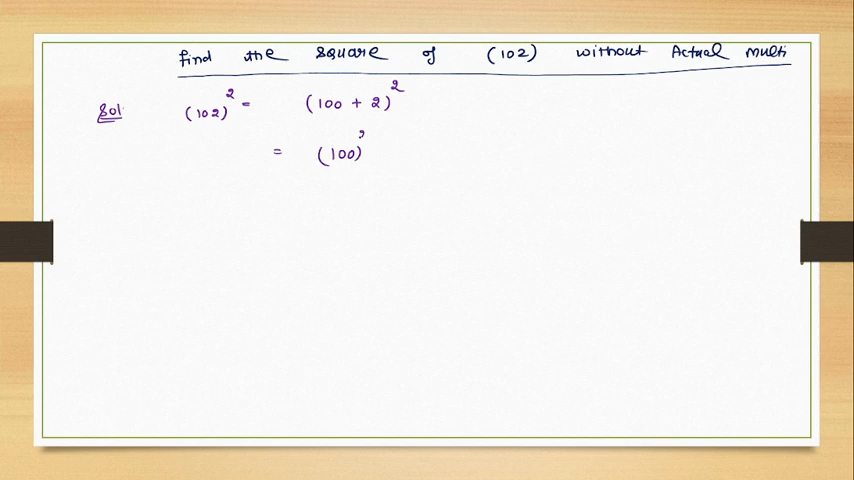 find the square of (102) without Actual multi
Sol. (102)² = (100 + 2)²
= (100)²